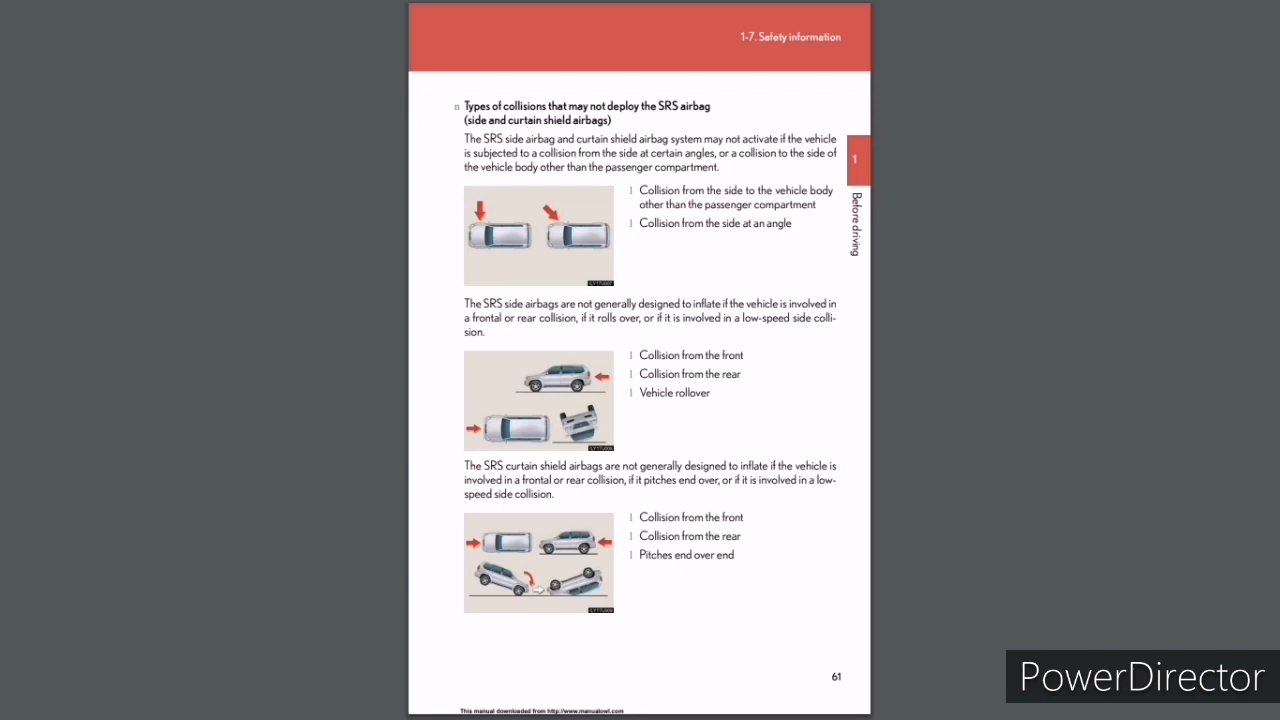 1-7. Safety information
n Types of collisions that may not deploy the SRS airbag
(side and curtain shield airbags)
The SRS side airbag and curtain shield airbag system may not activate if the vehicle
is subjected to a collision from the side at certain angles, or a collision to the side of
the vehicle body other than the passenger compartment.
1
Before driving
l Collision from the side to the vehicle body
other than the passenger compartment
l Collision from the side at an angle
The SRS side airbags are not generally designed to inflate if the vehicle is involved in
a frontal or rear collision, if it rolls over, or if it is involved in a low-speed side colli-
sion.
l Collision from the front
l Collision from the rear
l Vehicle rollover
The SRS curtain shield airbags are not generally designed to inflate if the vehicle is
involved in a frontal or rear collision, if it pitches end over, or if it is involved in a low-
speed side collision.
l Collision from the front
l Collision from the rear
l Pitches end over end
61
This manual downloaded from http://www.manualowl.com
PowerDirector